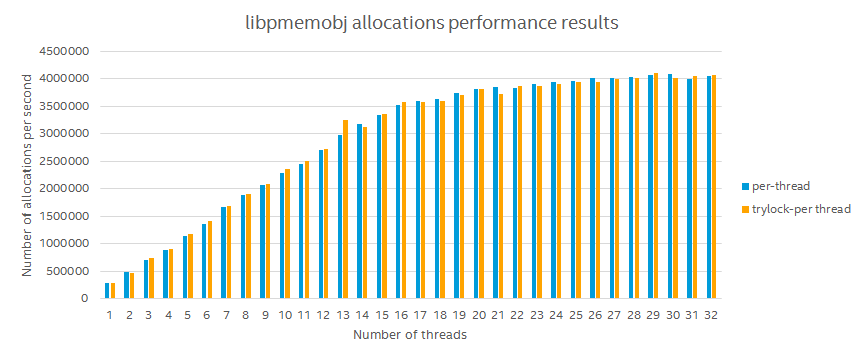 libpmemobj allocations performance results
Number of allocations per second
4500000
4000000
3500000
3000000
2500000
2000000
1500000
1000000
500000
0
1 2 3 4 5 6 7 8 9 10 11 12 13 14 15 16 17 18 19 20 21 22 23 24 25 26 27 28 29 30 31 32
Number of threads
per-thread
trylock-per thread